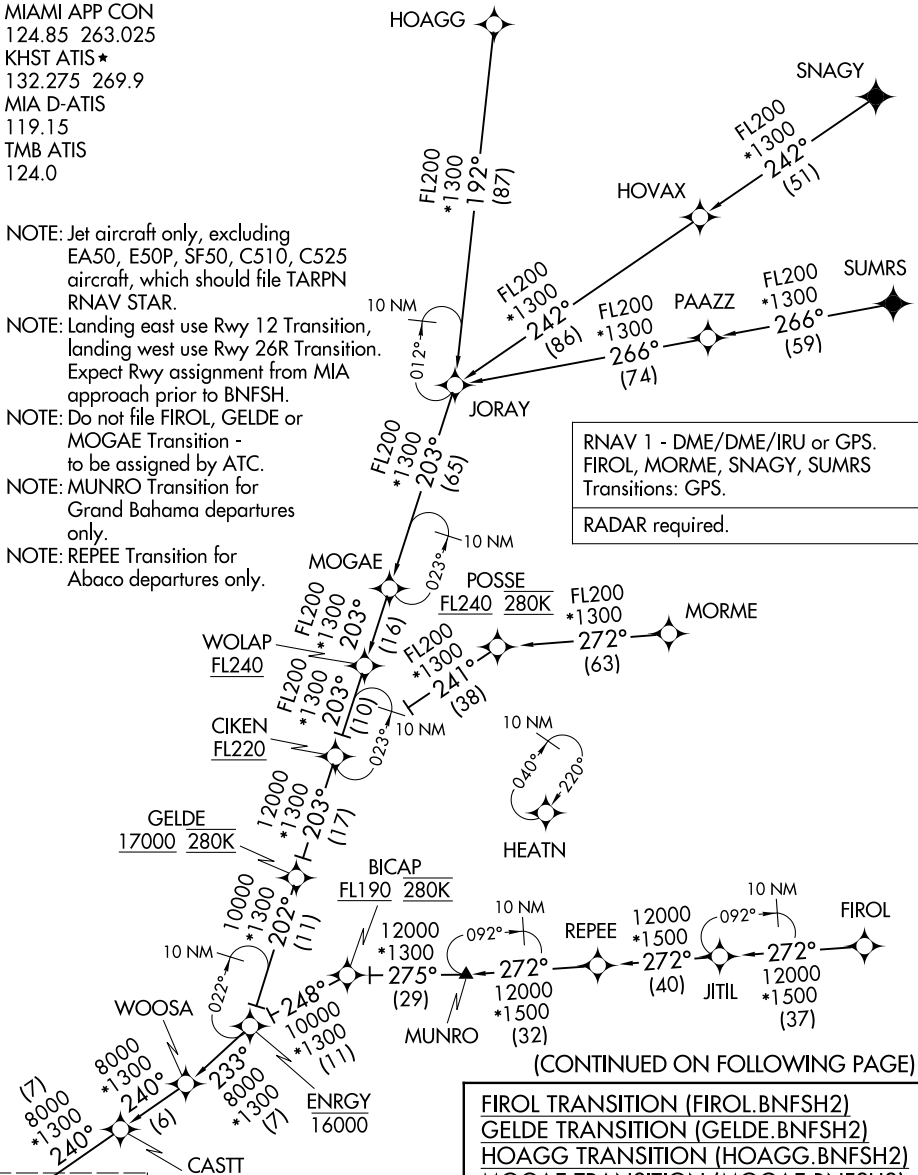 MIAMI APP CON
124.85 263.025
KHST ATIS★
132.275 269.9
MIA D-ATIS
119.15
TMB ATIS
124.0
NOTE: Jet aircraft only, excluding
EA50, E50P, SF50, C510, C525
aircraft, which should file TARPN
RNAV STAR.
NOTE: Landing east use Rwy 12 Transition,
landing west use Rwy 26R Transition.
Expect Rwy assignment from MIA
approach prior to BNFSH.
NOTE: Do not file FIROL, GELDE or
MOGAE Transition -
to be assigned by ATC.
NOTE: MUNRO Transition for
Grand Bahama departures
only.
NOTE: REPEE Transition for
Abaco departures only.
HOAGG
FL200
*1300
192°
(87)
SNAGY
FL200
*1300
242°
(51)
HOVAX
FL200
*1300
242°
(86)
SUMRS
FL200
*1300
266°
(59)
PAAZZ
FL200
*1300
266°
(74)
10 NM
012°
JORAY
FL200
*1300
203°
(65)
RNAV 1 - DME/DME/IRU or GPS.
FIROL, MORME, SNAGY, SUMRS
Transitions: GPS.
RADAR required.
10 NM
023°
MOGAE
FL200
*1300
203°
(16)
WOLAP
FL240
FL200
*1300
203°
(10)
POSSE
FL240 280K
FL200
*1300
272°
(63)
MORME
FL200
*1300
241°
(38)
10 NM
023°
CIKEN
FL220
12000
*1300
203°
(17)
10 NM
040°
220°
HEATN
GELDE
17000 280K
10000
*1300
202°
(11)
BICAP
FL190 280K
12000
*1300
275°
(29)
092°
10 NM
MUNRO
272°
12000
*1500
(32)
REPEE
12000
*1500
272°
(40)
092°
10 NM
JITIL
272°
12000
*1500
(37)
FIROL
248°
10000
*1300
(11)
10 NM
022°
ENRGY
16000
233°
8000
*1300
(7)
WOOSA
8000
*1300
240°
(6)
CASTT
(7)
8000
*1300
240°
(CONTINUED ON FOLLOWING PAGE)
FIROL TRANSITION (FIROL.BNFSH2)
GELDE TRANSITION (GELDE.BNFSH2)
HOAGG TRANSITION (HOAGG.BNFSH2)
MOGAE TRANSITION (MOGAE.BNFSH2)